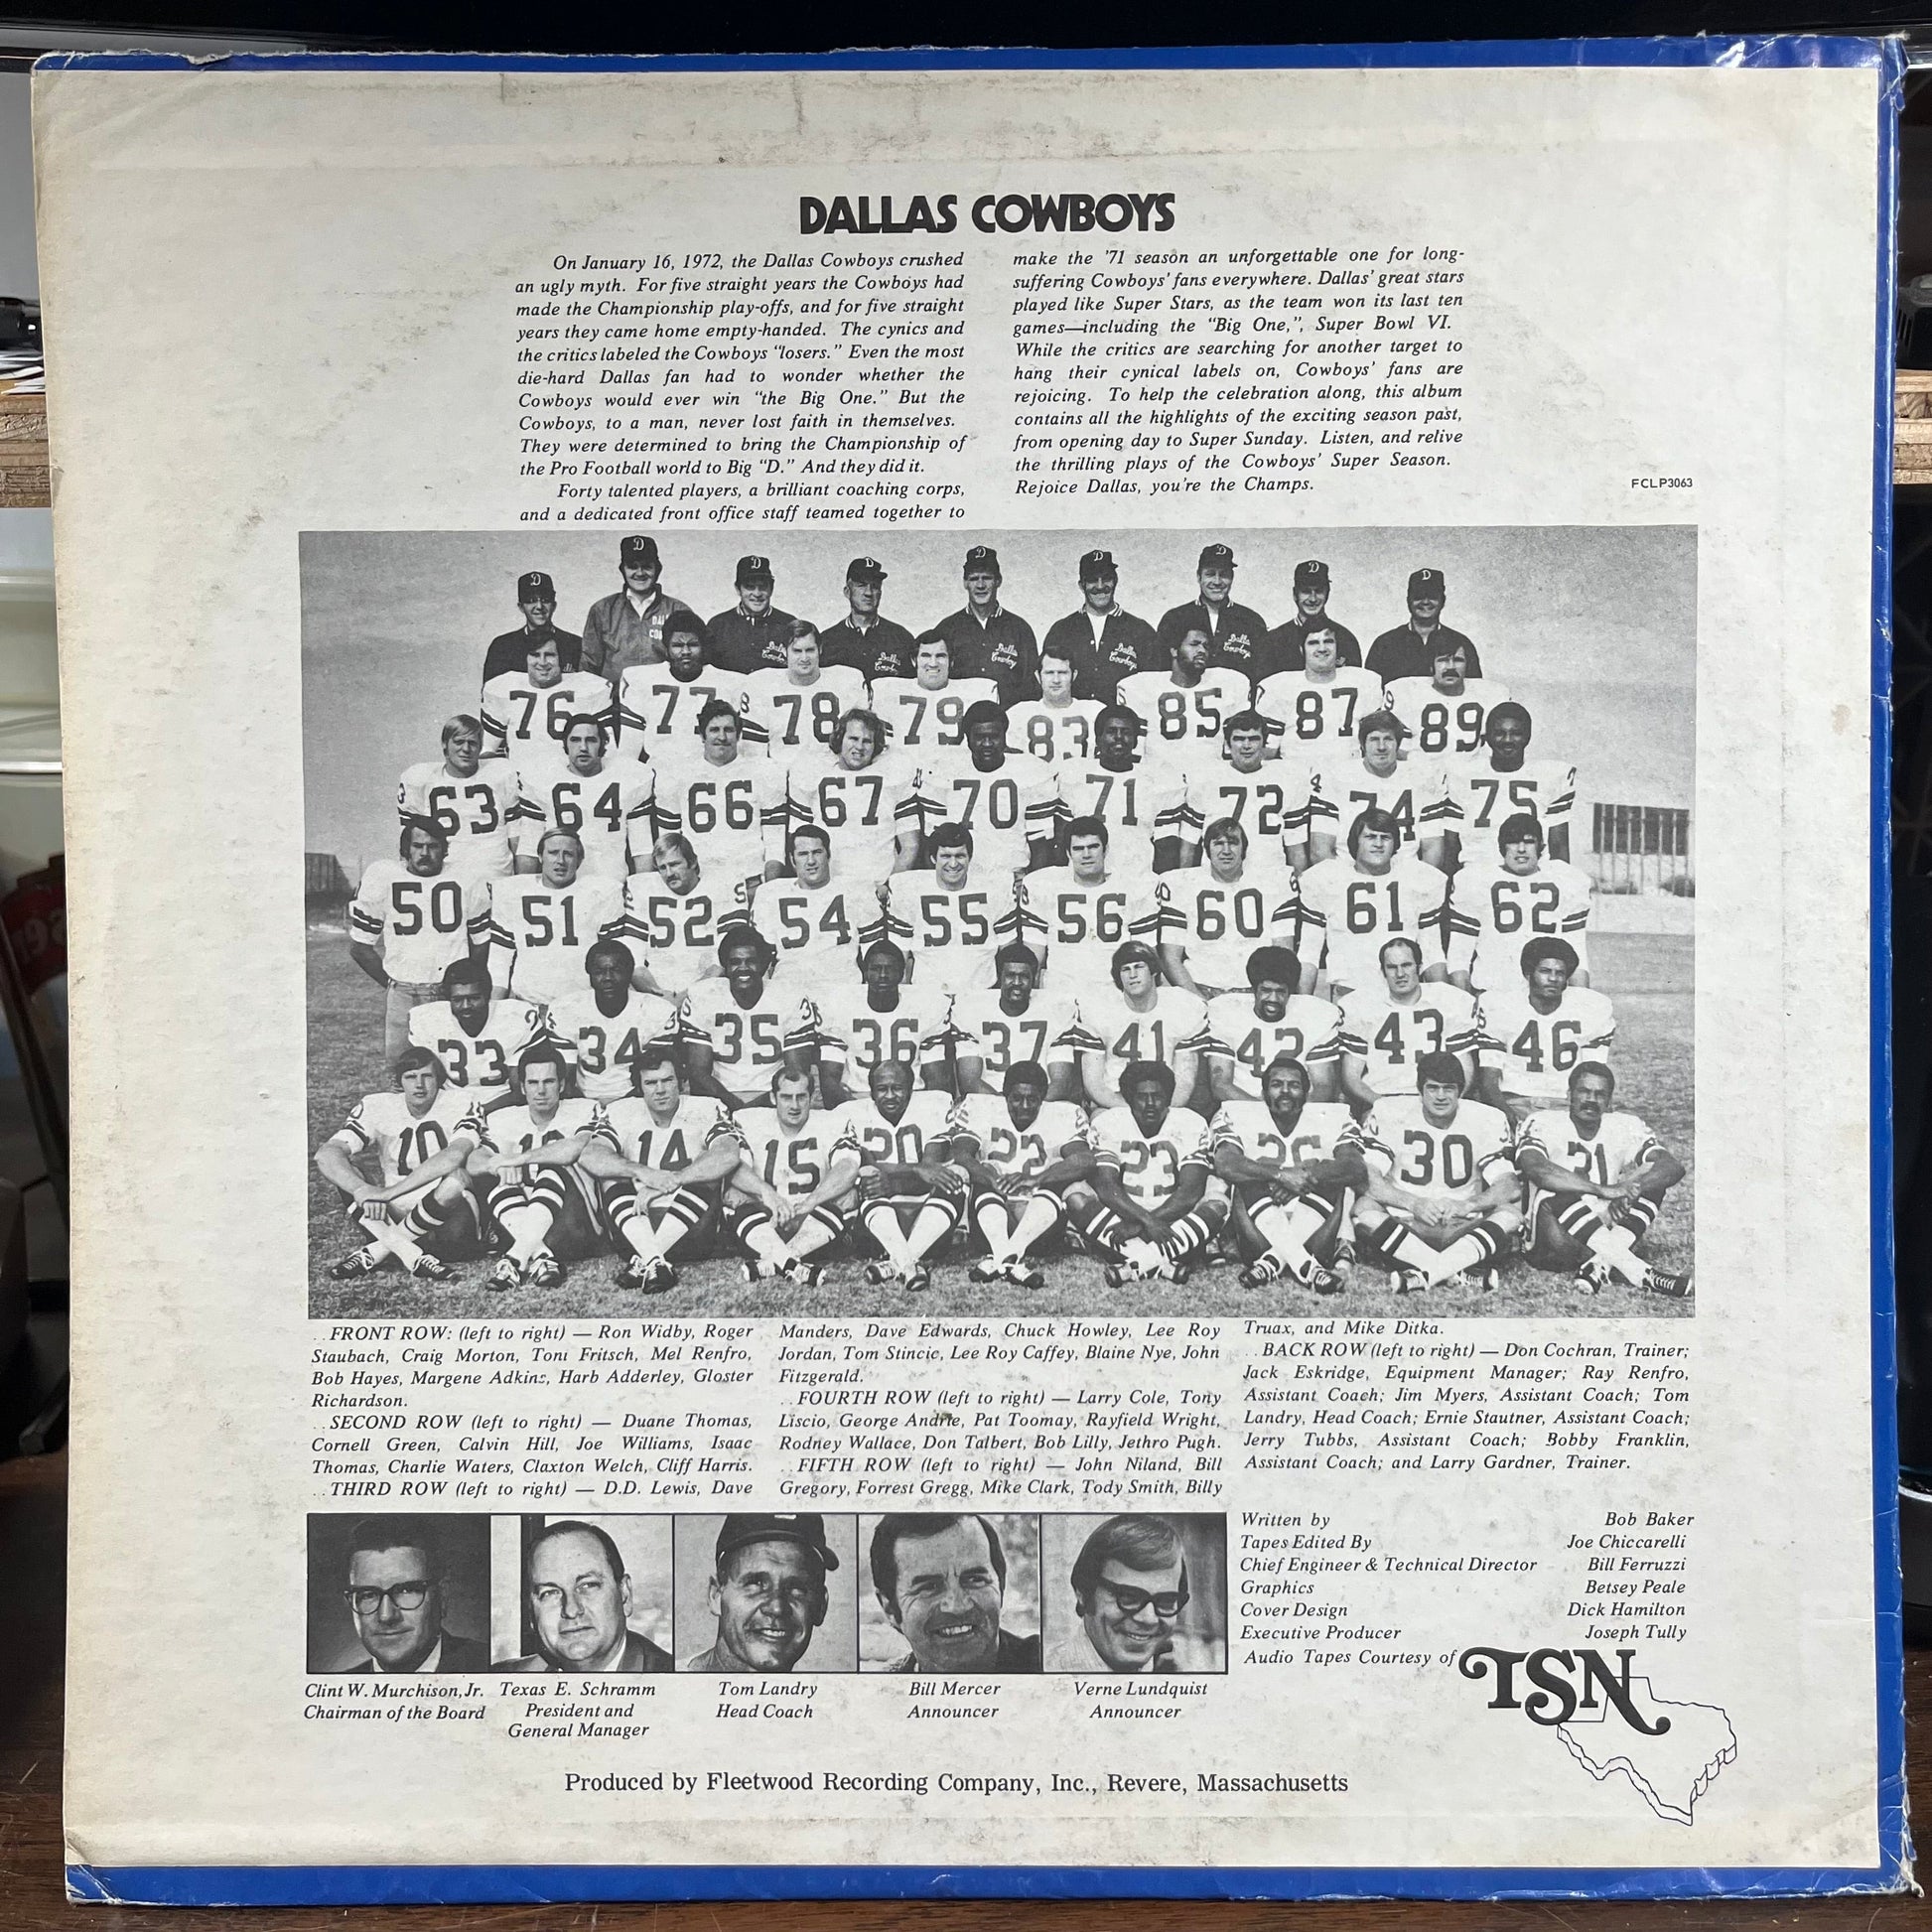 DALLAS COWBOYS
On January 16, 1972, the Dallas Cowboys crushed
an ugly myth. For five straight years the Cowboys had
made the Championship play-offs, and for five straight
years they came home empty-handed. The cynics and
the critics labeled the Cowboys "losers." Even the most
die-hard Dallas fan had to wonder whether the
Cowboys would ever win "the Big One." But the
Cowboys, to a man, never lost faith in themselves.
They were determined to bring the Championship of
the Pro Football world to Big "D." And they did it.
Forty talented players, a brilliant coaching corps,
and a dedicated front office staff teamed together to
make the '71 season an unforgettable one for long-
suffering Cowboys' fans everywhere. Dallas' great stars
played like Super Stars, as the team won its last ten
games—including the "Big One,", Super Bowl VI.
While the critics are searching for another target to
hang their cynical labels on, Cowboys' fans are
rejoicing. To help the celebration along, this album
contains all the highlights of the exciting season past,
from opening day to Super Sunday. Listen, and relive
the thrilling plays of the Cowboys' Super Season.
Rejoice Dallas, you're the Champs.
FCLP3063
D D D D D D D D D
Dallas Cowboys
76 77 78 79 83 85 87 89
63 64 66 67 70 71 72 74 75
50 51 52 54 55 56 60 61 62
33 34 35 36 37 41 42 43 46
10 12 14 15 20 22 23 26 30 31
..FRONT ROW: (left to right) — Ron Widby, Roger
Staubach, Craig Morton, Toni Fritsch, Mel Renfro,
Bob Hayes, Margene Adkins, Harb Adderley, Gloster
Richardson.
..SECOND ROW (left to right) — Duane Thomas,
Cornell Green, Calvin Hill, Joe Williams, Isaac
Thomas, Charlie Waters, Claxton Welch, Cliff Harris.
..THIRD ROW (left to right) — D.D. Lewis, Dave
Manders, Dave Edwards, Chuck Howley, Lee Roy
Jordan, Tom Stincic, Lee Roy Caffey, Blaine Nye, John
Fitzgerald.
..FOURTH ROW (left to right) — Larry Cole, Tony
Liscio, George Andrie, Pat Toomay, Rayfield Wright,
Rodney Wallace, Don Talbert, Bob Lilly, Jethro Pugh.
..FIFTH ROW (left to right) — John Niland, Bill
Gregory, Forrest Gregg, Mike Clark, Tody Smith, Billy
Truax, and Mike Ditka.
..BACK ROW (left to right) — Don Cochran, Trainer;
Jack Eskridge, Equipment Manager; Ray Renfro,
Assistant Coach; Jim Myers, Assistant Coach; Tom
Landry, Head Coach; Ernie Stautner, Assistant Coach;
Jerry Tubbs, Assistant Coach; Bobby Franklin,
Assistant Coach; and Larry Gardner, Trainer.
Clint W. Murchison, Jr.
Chairman of the Board
Texas E. Schramm
President and
General Manager
Tom Landry
Head Coach
Bill Mercer
Announcer
Verne Lundquist
Announcer
Written by Bob Baker
Tapes Edited By Joe Chiccarelli
Chief Engineer & Technical Director Bill Ferruzzi
Graphics Betsey Peale
Cover Design Dick Hamilton
Executive Producer Joseph Tully
Audio Tapes Courtesy of TSN
Produced by Fleetwood Recording Company, Inc., Revere, Massachusetts